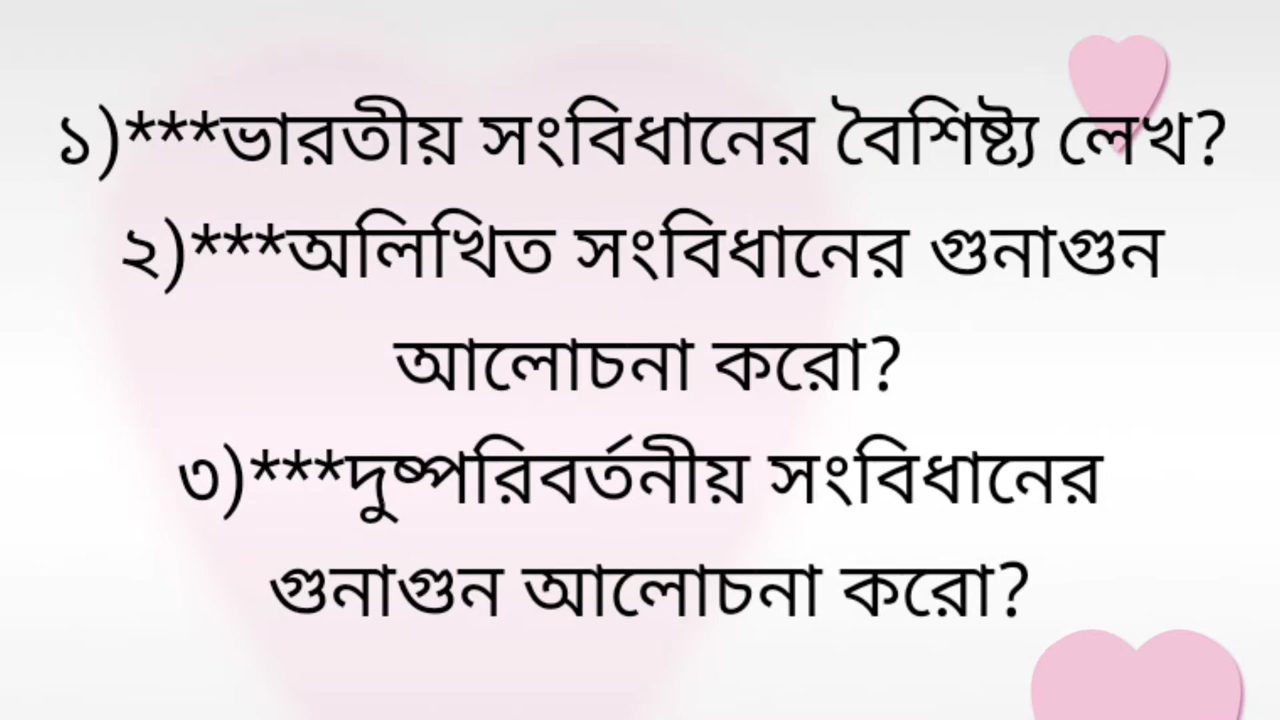 ১)***ভারতীয় সংবিধানের বৈশিষ্ট্য লেখ?
২)***অলিখিত সংবিধানের গুনাগুন
আলোচনা করো?
৩)***দুষ্পরিবর্তনীয় সংবিধানের
গুনাগুন আলোচনা করো?